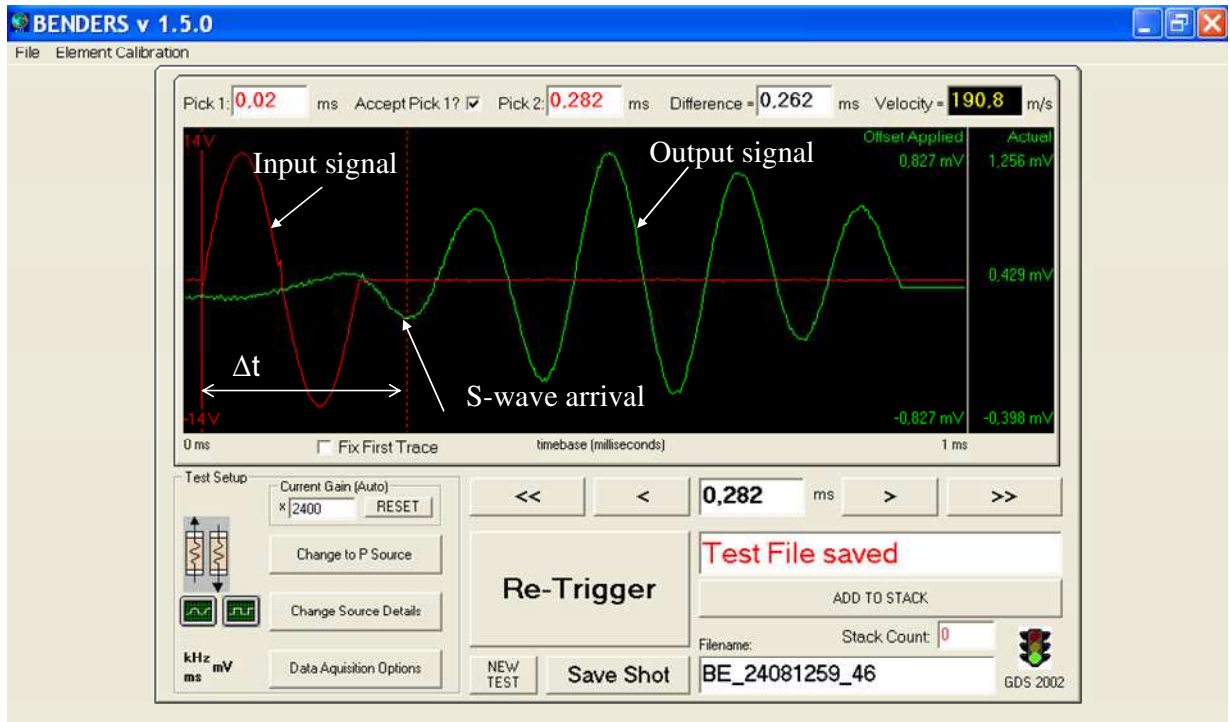 BENDERS v 1.5.0
File Element Calibration
Pick 1: 0,02 ms Accept Pick 1? Pick 2: 0,282 ms Difference = 0,262 ms Velocity = 190,8 m/s
14V
Offset Applied Actual
0,827 mV 1,256 mV
Input signal
Output signal
0,429 mV
Δt
S-wave arrival
-14V
-0,827 mV -0,398 mV
0 ms
timebase (milliseconds)
1 ms
Fix First Trace
Test Setup
Current Gain (Auto)
× 2400 RESET
<< < 0,282 ms > >>
Change to P Source
Test File saved
Re-Trigger
ADD TO STACK
Change Source Details
Stack Count: 0
Filename:
kHz
ms mV
Data Aquisition Options
NEW TEST
Save Shot
BE_24081259_46
GDS 2002